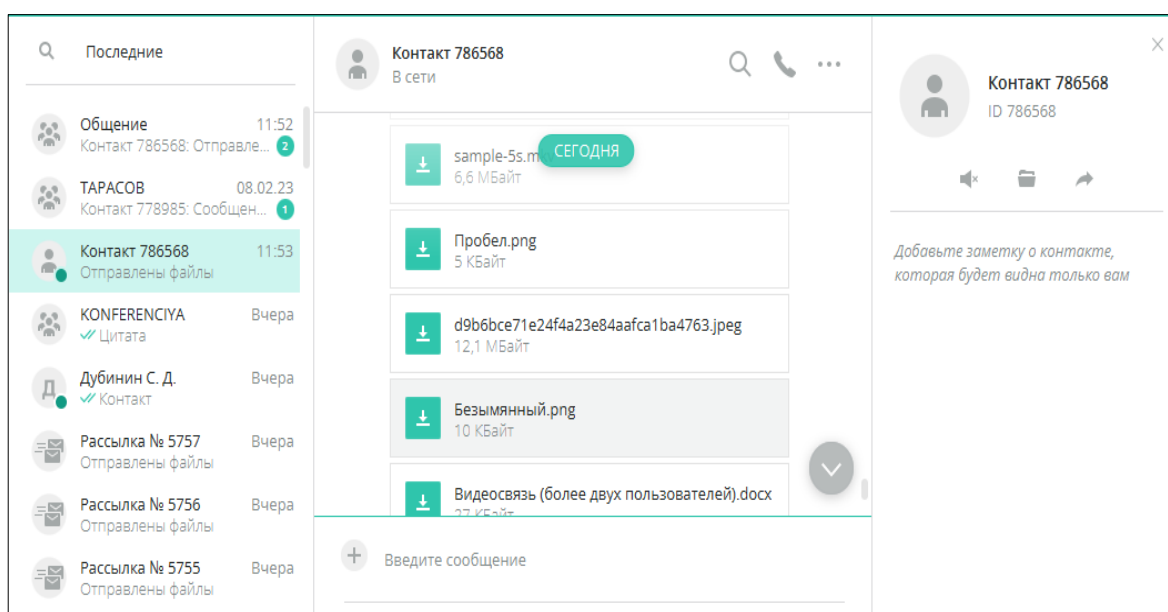 Последние
Общение 11:52
Контакт 786568: Отправле... 2
ТАРАСОВ 08.02.23
Контакт 778985: Сообщен... 1
Контакт 786568 11:53
Отправлены файлы
KONFERENCIYA Вчера
Цитата
Д
Дубинин С. Д. Вчера
Контакт
Рассылка № 5757 Вчера
Отправлены файлы
Рассылка № 5756 Вчера
Отправлены файлы
Рассылка № 5755 Вчера
Отправлены файлы
Контакт 786568
В сети
СЕГОДНЯ
sample-5s.m
6,6 МБайт
Пробел.png
5 КБайт
d9b6bce71e24f4a23e84aafca1ba4763.jpeg
12,1 МБайт
Безымянный.png
10 КБайт
Видеосвязь (более двух пользователей).docx
27 КБайт
Введите сообщение
Контакт 786568
ID 786568
Добавьте заметку о контакте,
которая будет видна только вам